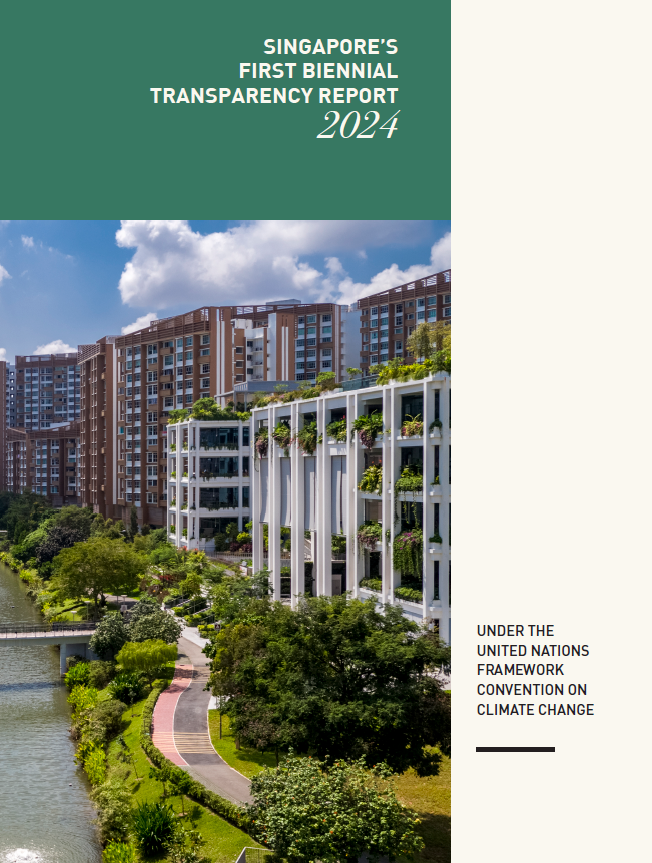 SINGAPORE’S
FIRST BIENNIAL
TRANSPARENCY REPORT
2024
UNDER THE
UNITED NATIONS
FRAMEWORK
CONVENTION ON
CLIMATE CHANGE